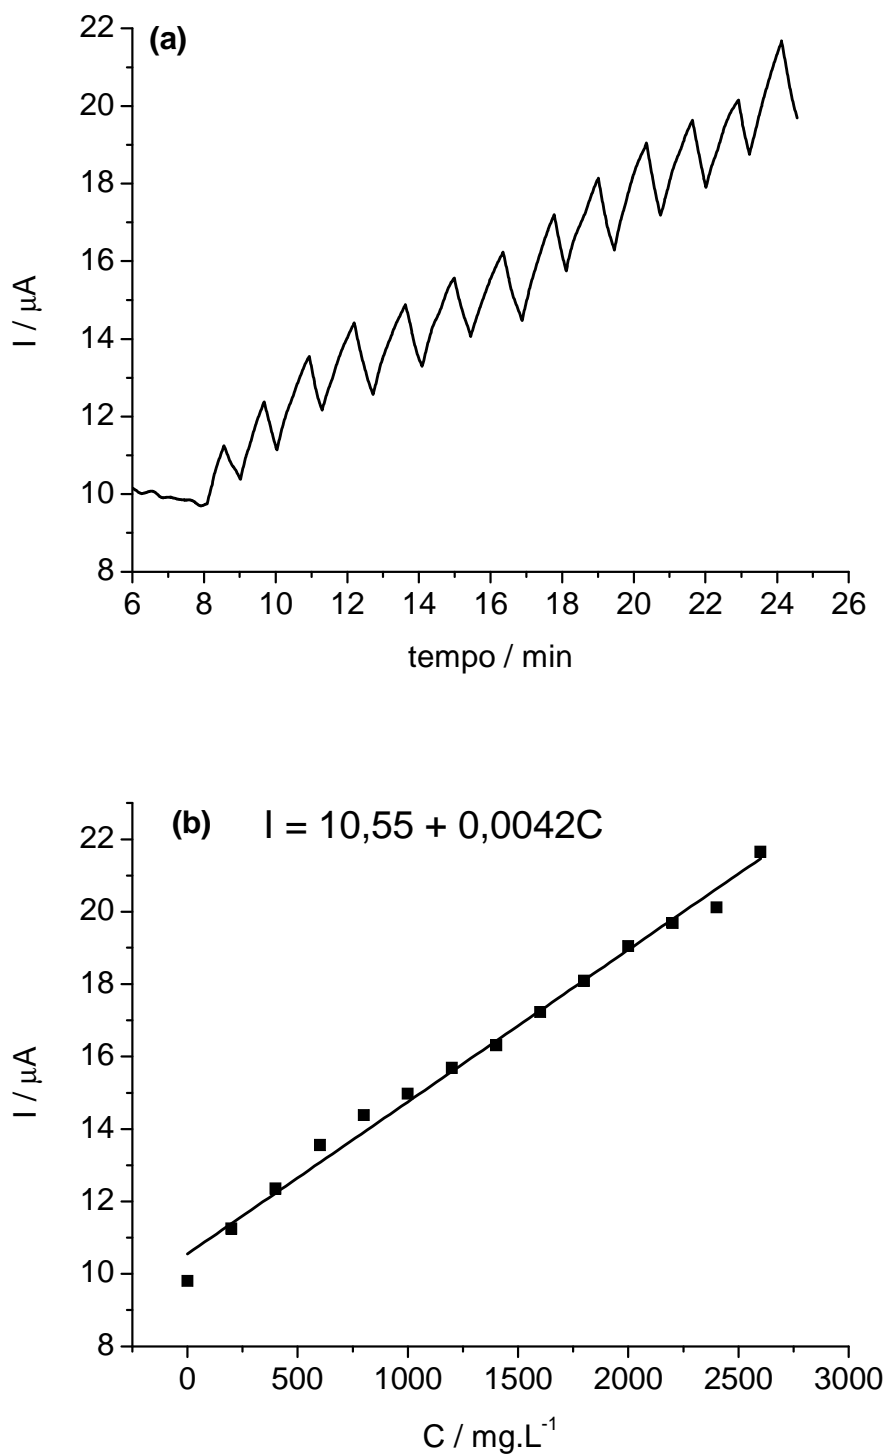 (a)
22
20
18
16
14
12
10
8
I / μA
6 8 10 12 14 16 18 20 22 24 26
tempo / min
(b) I = 10,55 + 0,0042C
22
20
18
16
14
12
10
8
I / μA
0 500 1000 1500 2000 2500 3000
C / mg.L⁻¹